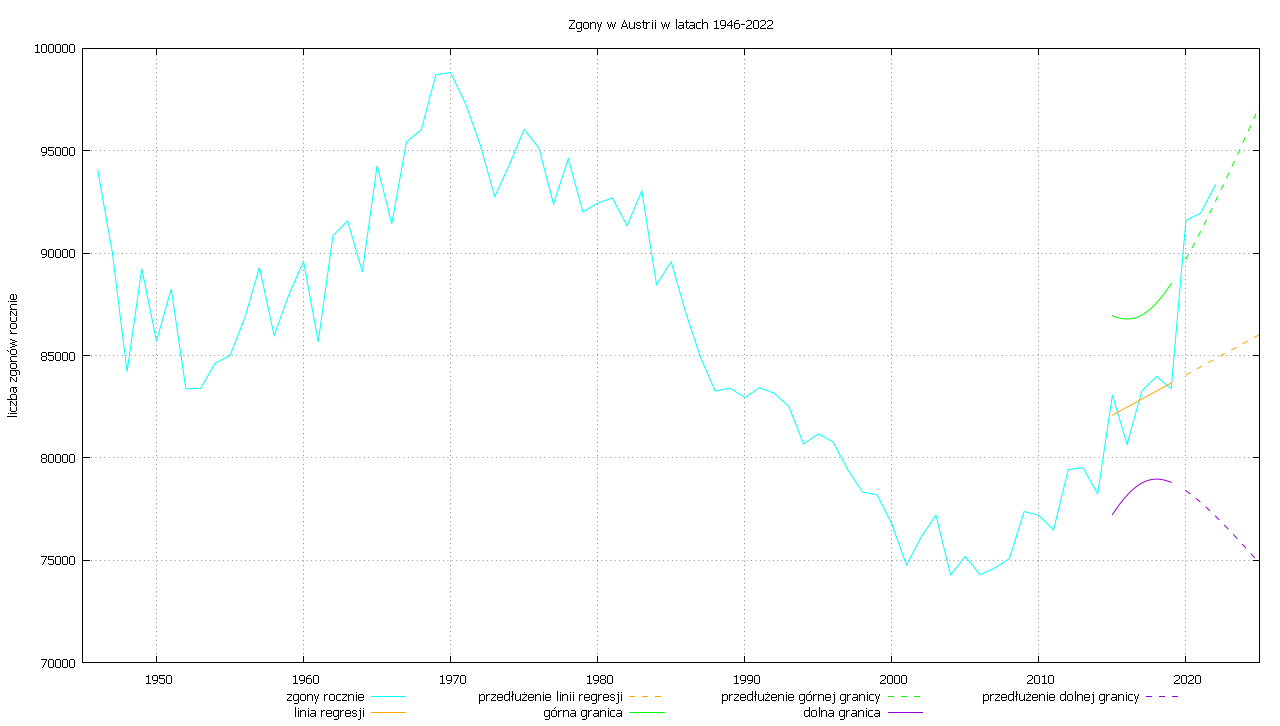 Zgony w Austrii w latach 1946-2022
100000
95000
90000
85000
80000
75000
70000
liczba zgonów rocznie
1950 1960 1970 1980 1990 2000 2010 2020
zgony rocznie przedłużenie linii regresji przedłużenie górnej granicy przedłużenie dolnej granicy
linia regresji górna granica dolna granica